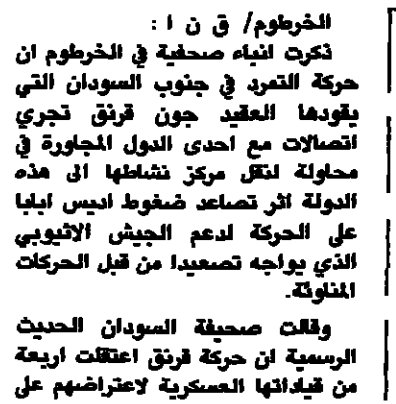 الخرطوم/ ق ن ا :
ذكرت انباء صحفية في الخرطوم ان
حركة التمرد في جنوب السودان التي
يقودها العقيد جون قرنق تجري
اتصالات مع احدى الدول المجاورة في
محاولة لنقل مركز نشاطها الى هذه
الدولة اثر تصاعد ضغوط اديس ابابا
على الحركة لدعم الجيش الاثيوبي
الذي يواجه تصعيدا من قبل الحركات
المناوئة.
وقالت صحيفة السودان الحديث
الرسمية ان حركة قرنق اعتقلت اربعة
من قياداتها العسكرية لاعتراضهم على